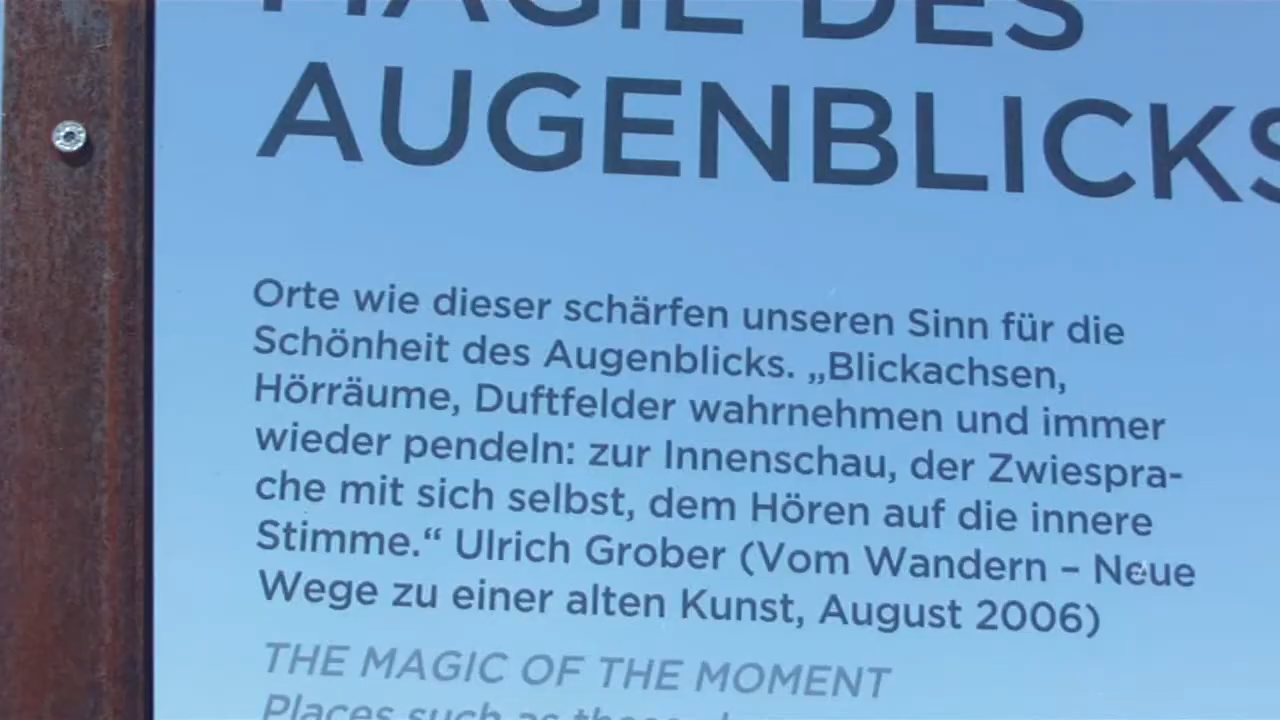 MAGIE DES
AUGENBLICKS
Orte wie dieser schärfen unseren Sinn für die
Schönheit des Augenblicks. „Blickachsen,
Hörräume, Duftfelder wahrnehmen und immer
wieder pendeln: zur Innenschau, der Zwiespra-
che mit sich selbst, dem Hören auf die innere
Stimme.“ Ulrich Grober (Vom Wandern – Neue
Wege zu einer alten Kunst, August 2006)
THE MAGIC OF THE MOMENT
Places such as these